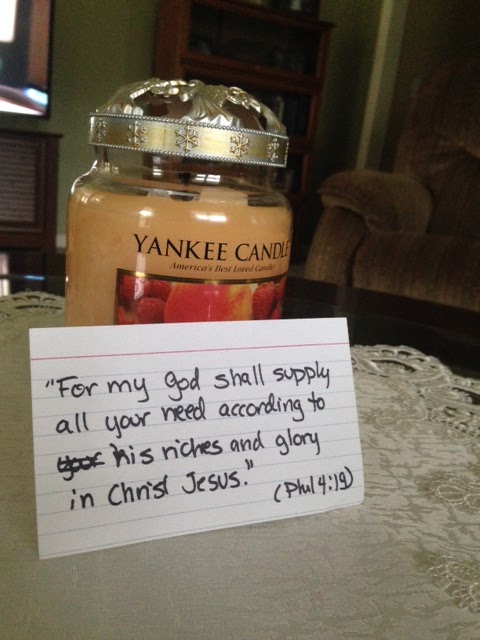 YANKEE CANDLE
America's Best Loved Candle
"For my God shall supply
all your need according to
his riches and glory
in Christ Jesus."
(Phil 4:19)